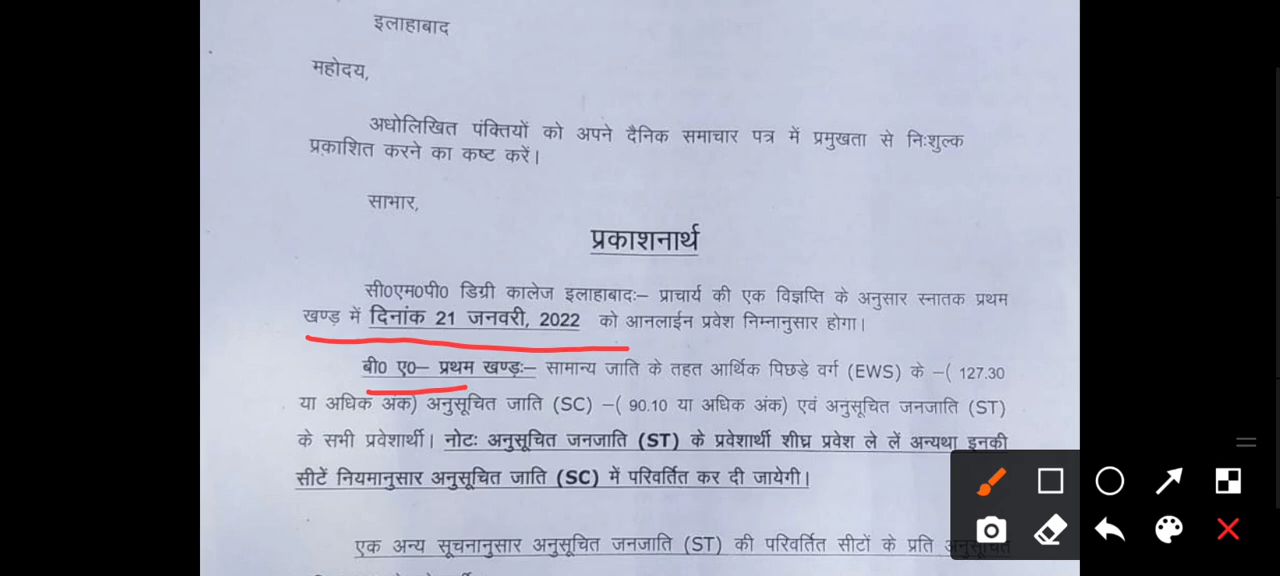 इलाहाबाद
महोदय,
अधोलिखित पंक्तियों को अपने दैनिक समाचार पत्र में प्रमुखता से निःशुल्क
प्रकाशित करने का कष्ट करें।
साभार,
प्रकाशनार्थ
सी0एम0पी0 डिग्री कालेज इलाहाबादः– प्राचार्य की एक विज्ञप्ति के अनुसार स्नातक प्रथम
खण्ड़ में दिनांक 21 जनवरी, 2022 को आनलाईन प्रवेश निम्नानुसार होगा।
बी0 ए0– प्रथम खण्ड़ः– सामान्य जाति के तहत आर्थिक पिछड़े वर्ग (EWS) के –( 127.30
या अधिक अंक) अनुसूचित जाति (SC) –( 90.10 या अधिक अंक) एवं अनुसूचित जनजाति (ST)
के सभी प्रवेशार्थी। नोटः अनुसूचित जनजाति (ST) के प्रवेशार्थी शीघ्र प्रवेश ले लें अन्यथा इनकी
सीटें नियमानुसार अनुसूचित जाति (SC) में परिवर्तित कर दी जायेगी।
एक अन्य सूचनानुसार अनुसूचित जनजाति (ST) की परिवर्तित सीटों के प्रति अनुसूचित